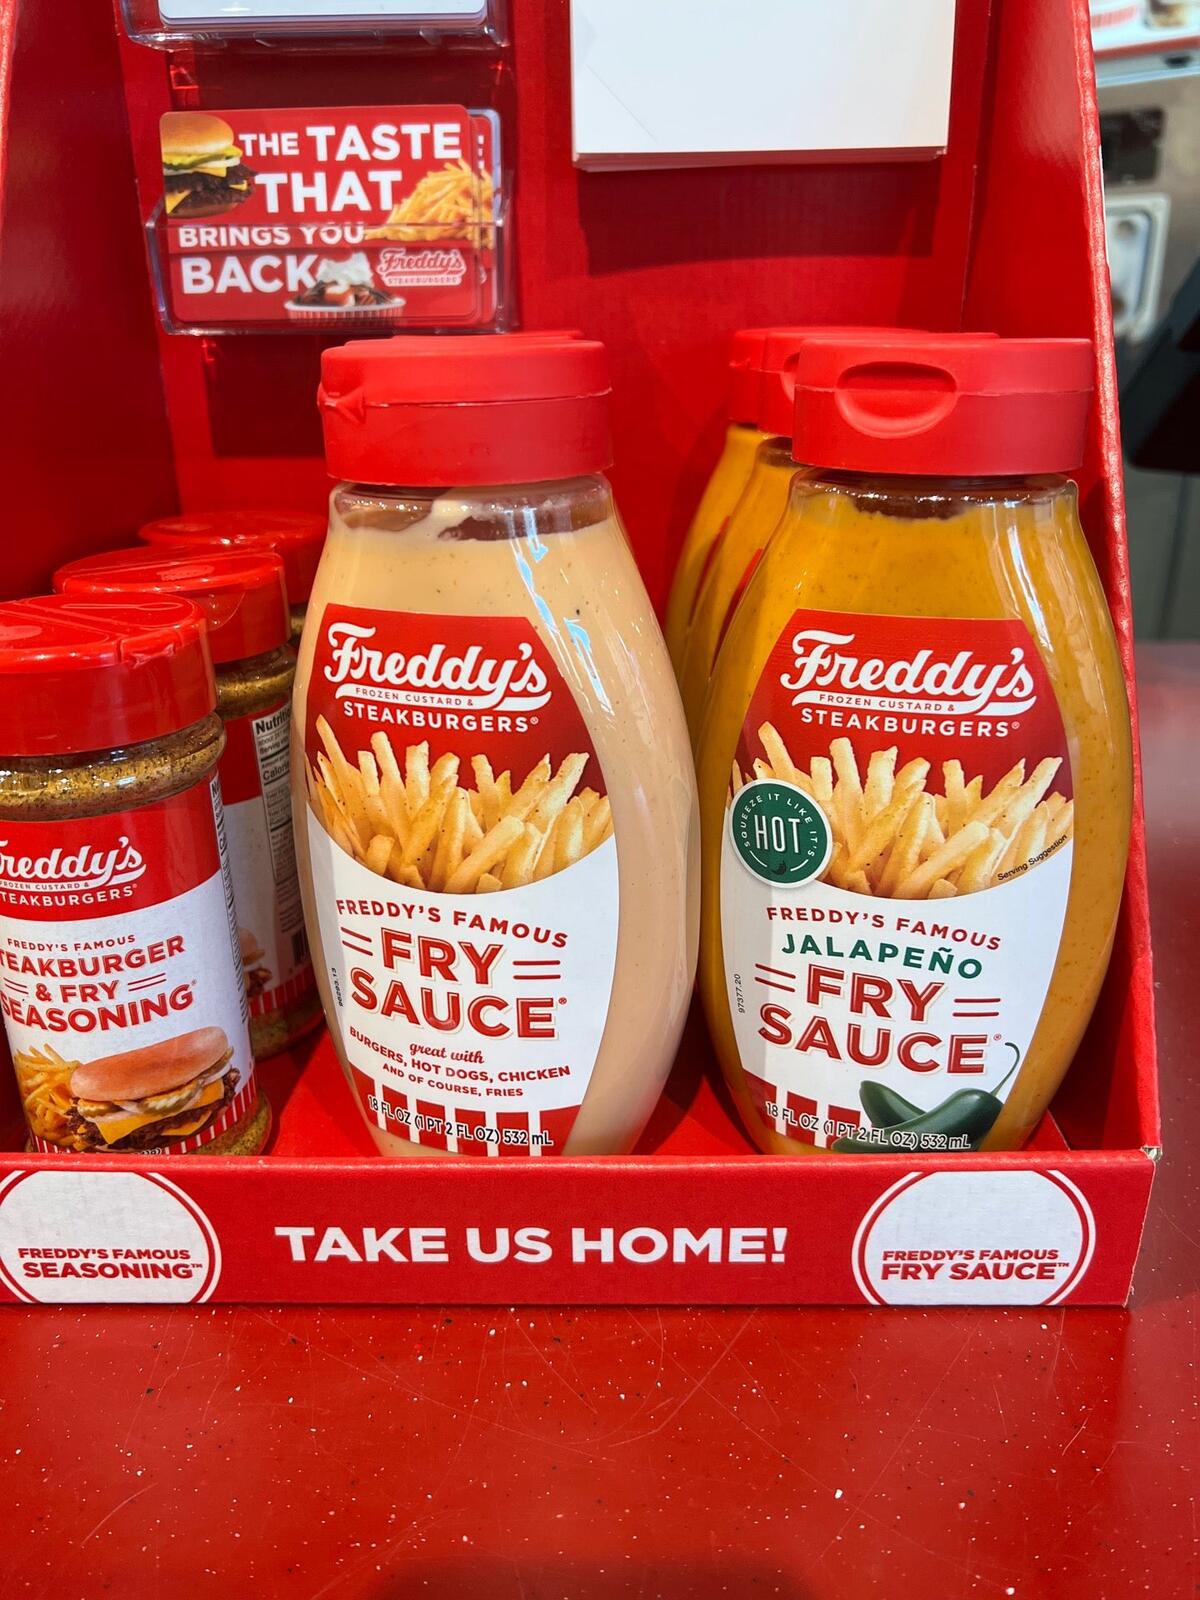 THE TASTE
THAT
BRINGS YOU
BACK
Freddy's
STEAKBURGERS
Freddy's
FROZEN CUSTARD &
STEAKBURGERS®
FREDDY'S FAMOUS
STEAKBURGER
& FRY
SEASONING®
Freddy's
FROZEN CUSTARD &
STEAKBURGERS®
FREDDY'S FAMOUS
FRY
SAUCE®
great with
BURGERS, HOT DOGS, CHICKEN
AND OF COURSE, FRIES
18 FL OZ (1 PT 2 FL OZ) 532 mL
Freddy's
FROZEN CUSTARD &
STEAKBURGERS®
SQUEEZE IT LIKE IT'S
HOT
Serving Suggestion
FREDDY'S FAMOUS
JALAPEÑO
FRY
SAUCE®
97377.20
18 FL OZ (1 PT 2 FL OZ) 532 mL
FREDDY'S FAMOUS
SEASONING™
TAKE US HOME!
FREDDY'S FAMOUS
FRY SAUCE™